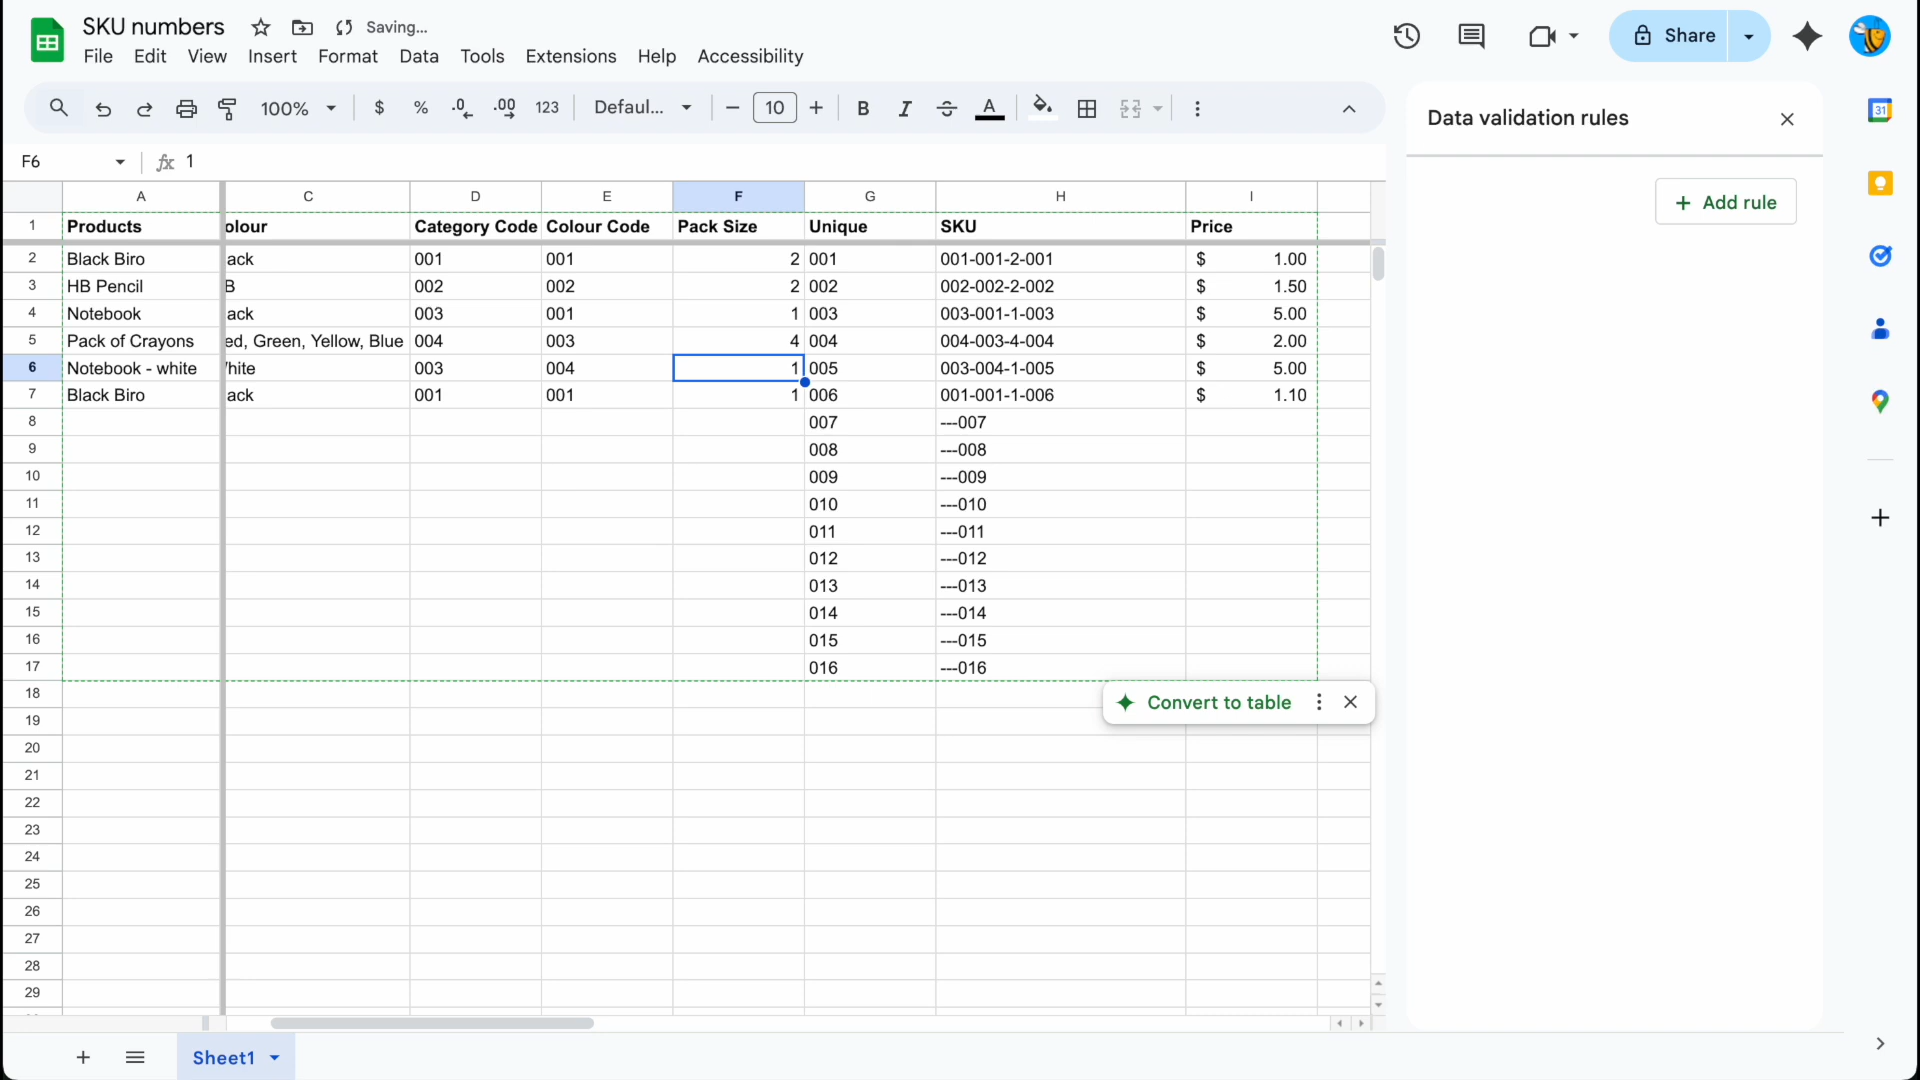 SKU numbers Saving...
File Edit View Insert Format Data Tools Extensions Help Accessibility
Share
100% $ % .0 .00 123 Defaul... 10 B I S A
Data validation rules
F6 fx 1
Add rule
31
A C D E F G H I
1 Products olour Category Code Colour Code Pack Size Unique SKU Price
2 Black Biro ack 001 001 2 001 001-001-2-001 $ 1.00
3 HB Pencil B 002 002 2 002 002-002-2-002 $ 1.50
4 Notebook ack 003 001 1 003 003-001-1-003 $ 5.00
5 Pack of Crayons ed, Green, Yellow, Blue 004 003 4 004 004-003-4-004 $ 2.00
6 Notebook - white hite 003 004 1 005 003-004-1-005 $ 5.00
7 Black Biro ack 001 001 1 006 001-001-1-006 $ 1.10
8 007 ---007
9 008 ---008
10 009 ---009
11 010 ---010
12 011 ---011
13 012 ---012
14 013 ---013
15 014 ---014
16 015 ---015
17 016 ---016
18
Convert to table
19
20
21
22
23
24
25
26
27
28
29
Sheet1